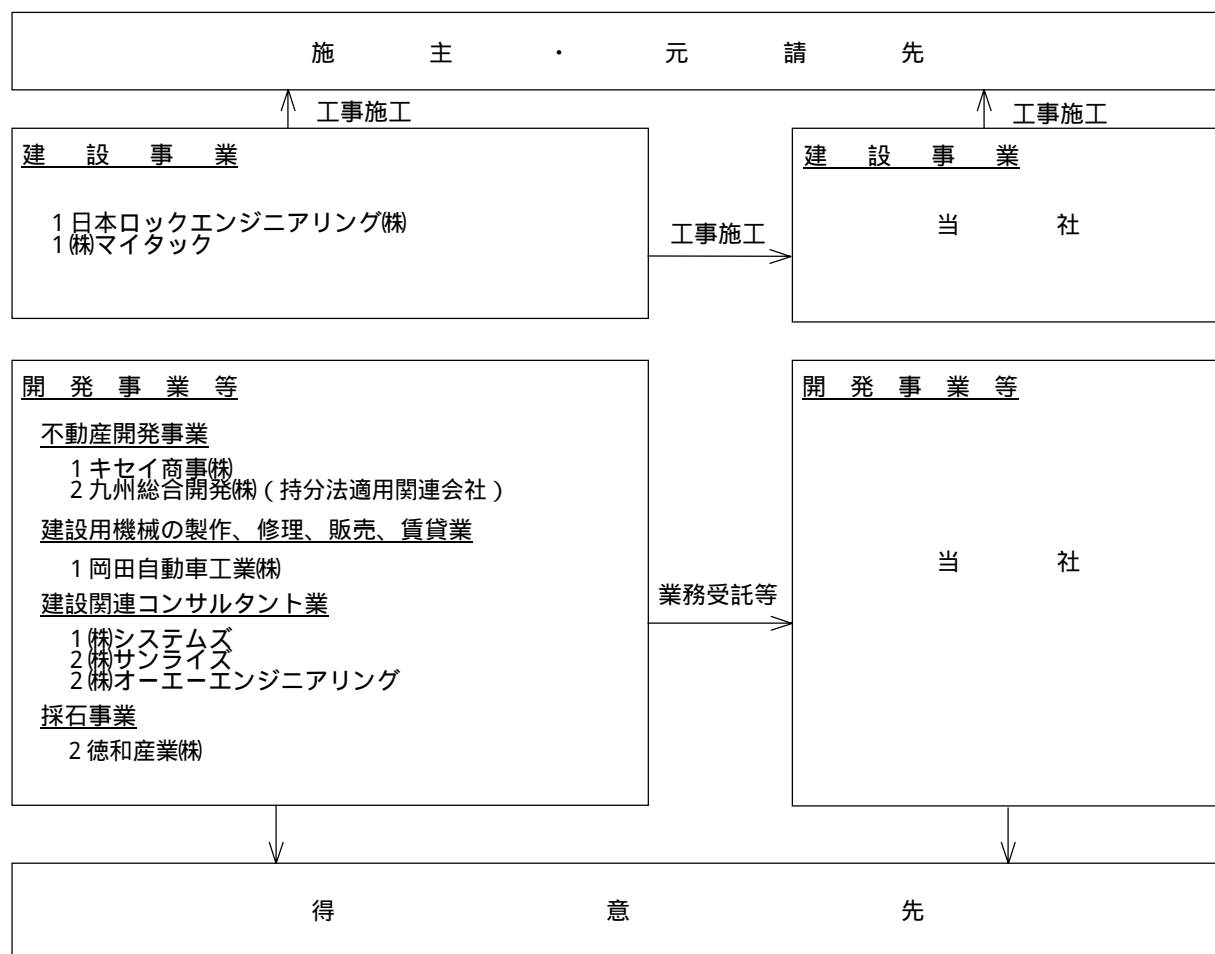 施主・元請先
工事施工
工事施工
建設事業
1 日本ロックエンジニアリング㈱
1 ㈱マイタック
工事施工
建設事業
当社
開発事業等
不動産開発事業
1 キセイ商事㈱
2 九州総合開発㈱(持分法適用関連会社)
建設用機械の製作、修理、販売、賃貸業
1 岡田自動車工業㈱
建設関連コンサルタント業
1 ㈱システムズ
2 ㈱サンライズ
2 ㈱オーエーエンジニアリング
採石事業
2 徳和産業㈱
業務受託等
開発事業等
当社
得意先